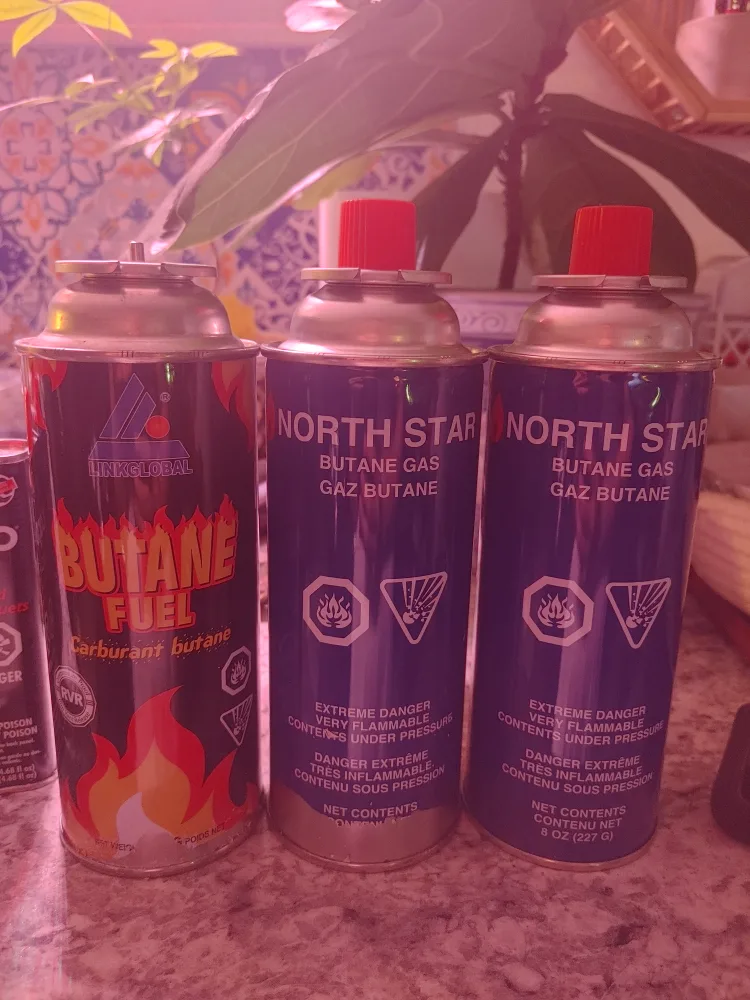 LINKGLOBAL
®
BUTANE
FUEL
Carburant butane
RVR
NORTH STAR
BUTANE GAS
GAZ BUTANE
EXTREME DANGER
VERY FLAMMABLE
CONTENTS UNDER PRESSURE
DANGER EXTRÊME
TRÈS INFLAMMABLE
CONTENU SOUS PRESSION
NET CONTENTS
NORTH STAR
BUTANE GAS
GAZ BUTANE
EXTREME DANGER
VERY FLAMMABLE
CONTENTS UNDER PRESSURE
DANGER EXTRÊME
TRÈS INFLAMMABLE
CONTENU SOUS PRESSION
NET CONTENTS
CONTENU NET
8 OZ (227 G)
POISON
POISON